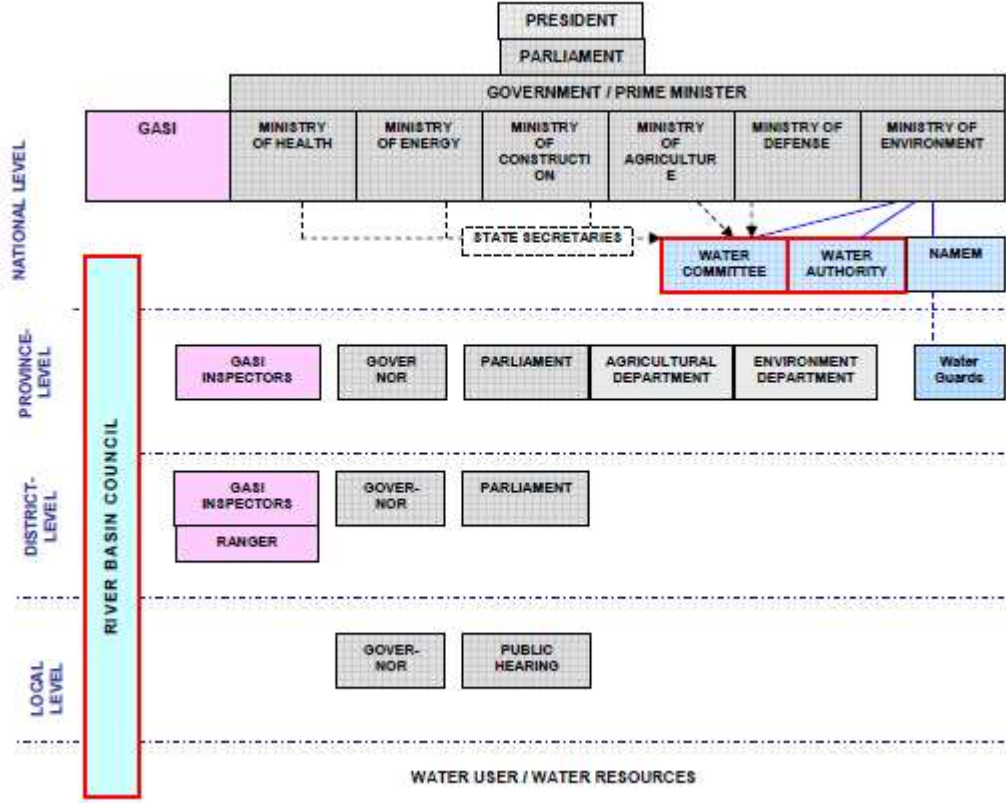 PRESIDENT
PARLIAMENT
GOVERNMENT / PRIME MINISTER
GASI
MINISTRY
OF HEALTH
MINISTRY
OF ENERGY
MINISTRY
OF
CONSTRUCTI
ON
MINISTRY
OF
AGRICULTUR
E
MINISTRY OF
DEFENSE
MINISTRY OF
ENVIRONMENT
NATIONAL LEVEL
STATE SECRETARIES
WATER
COMMITTEE
WATER
AUTHORITY
NAMEM
RIVER BASIN COUNCIL
PROVINCE-
LEVEL
GASI
INSPECTORS
GOVER
NOR
PARLIAMENT
AGRICULTURAL
DEPARTMENT
ENVIRONMENT
DEPARTMENT
Water
Guards
DISTRICT-
LEVEL
GASI
INSPECTORS
RANGER
GOVER-
NOR
PARLIAMENT
LOCAL
LEVEL
GOVER-
NOR
PUBLIC
HEARING
WATER USER / WATER RESOURCES